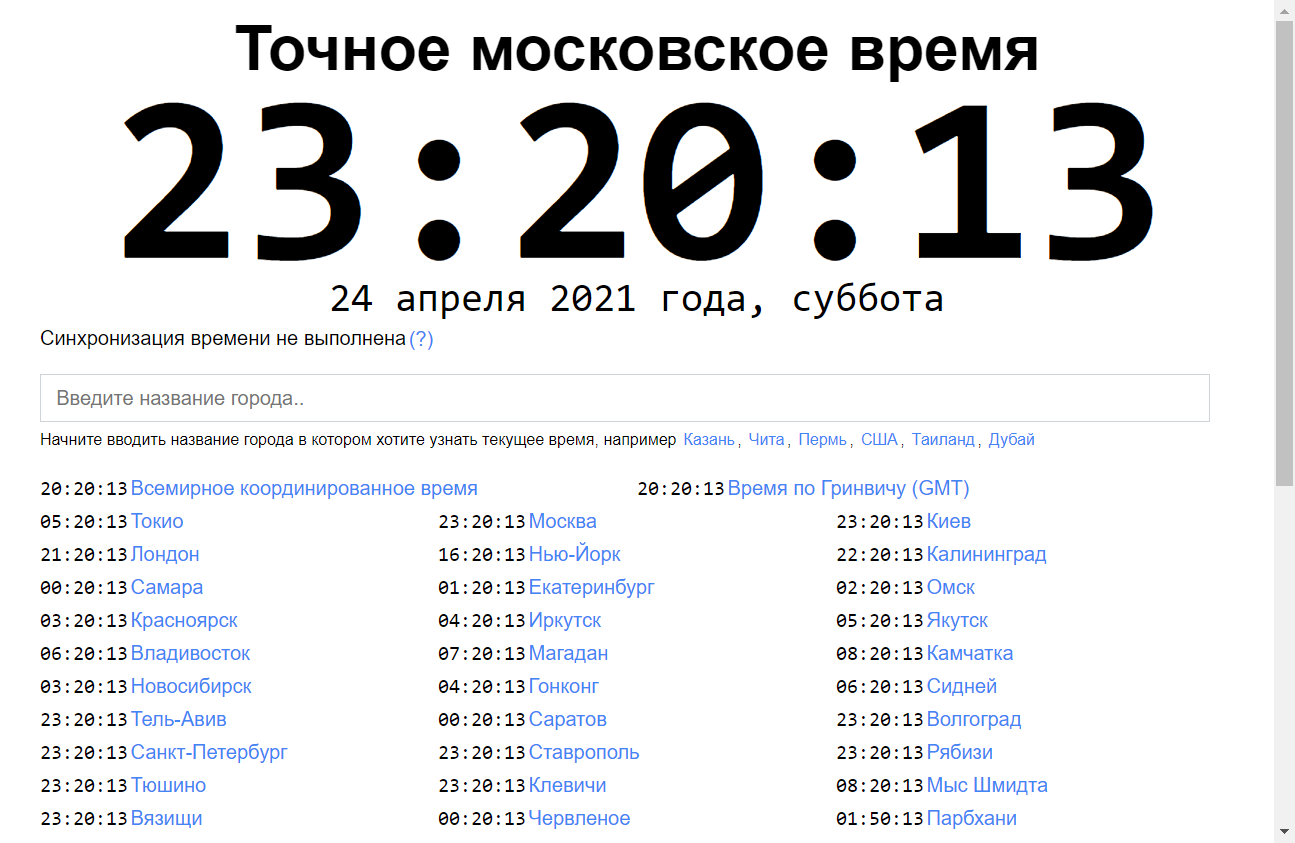 Точное московское время
23:20:13
24 апреля 2021 года, суббота
Синхронизация времени не выполнена (?)
Введите название города..
Начните вводить название города в котором хотите узнать текущее время, например Казань, Чита, Пермь, США, Таиланд, Дубай
20:20:13 Всемирное координированное время 20:20:13 Время по Гринвичу (GMT)
05:20:13 Токио 23:20:13 Москва 23:20:13 Киев
21:20:13 Лондон 16:20:13 Нью-Йорк 22:20:13 Калининград
00:20:13 Самара 01:20:13 Екатеринбург 02:20:13 Омск
03:20:13 Красноярск 04:20:13 Иркутск 05:20:13 Якутск
06:20:13 Владивосток 07:20:13 Магадан 08:20:13 Камчатка
03:20:13 Новосибирск 04:20:13 Гонконг 06:20:13 Сидней
23:20:13 Тель-Авив 00:20:13 Саратов 23:20:13 Волгоград
23:20:13 Санкт-Петербург 23:20:13 Ставрополь 23:20:13 Рябизи
23:20:13 Тюшино 23:20:13 Клевичи 08:20:13 Мыс Шмидта
23:20:13 Вязищи 00:20:13 Червленое 01:50:13 Парбхани